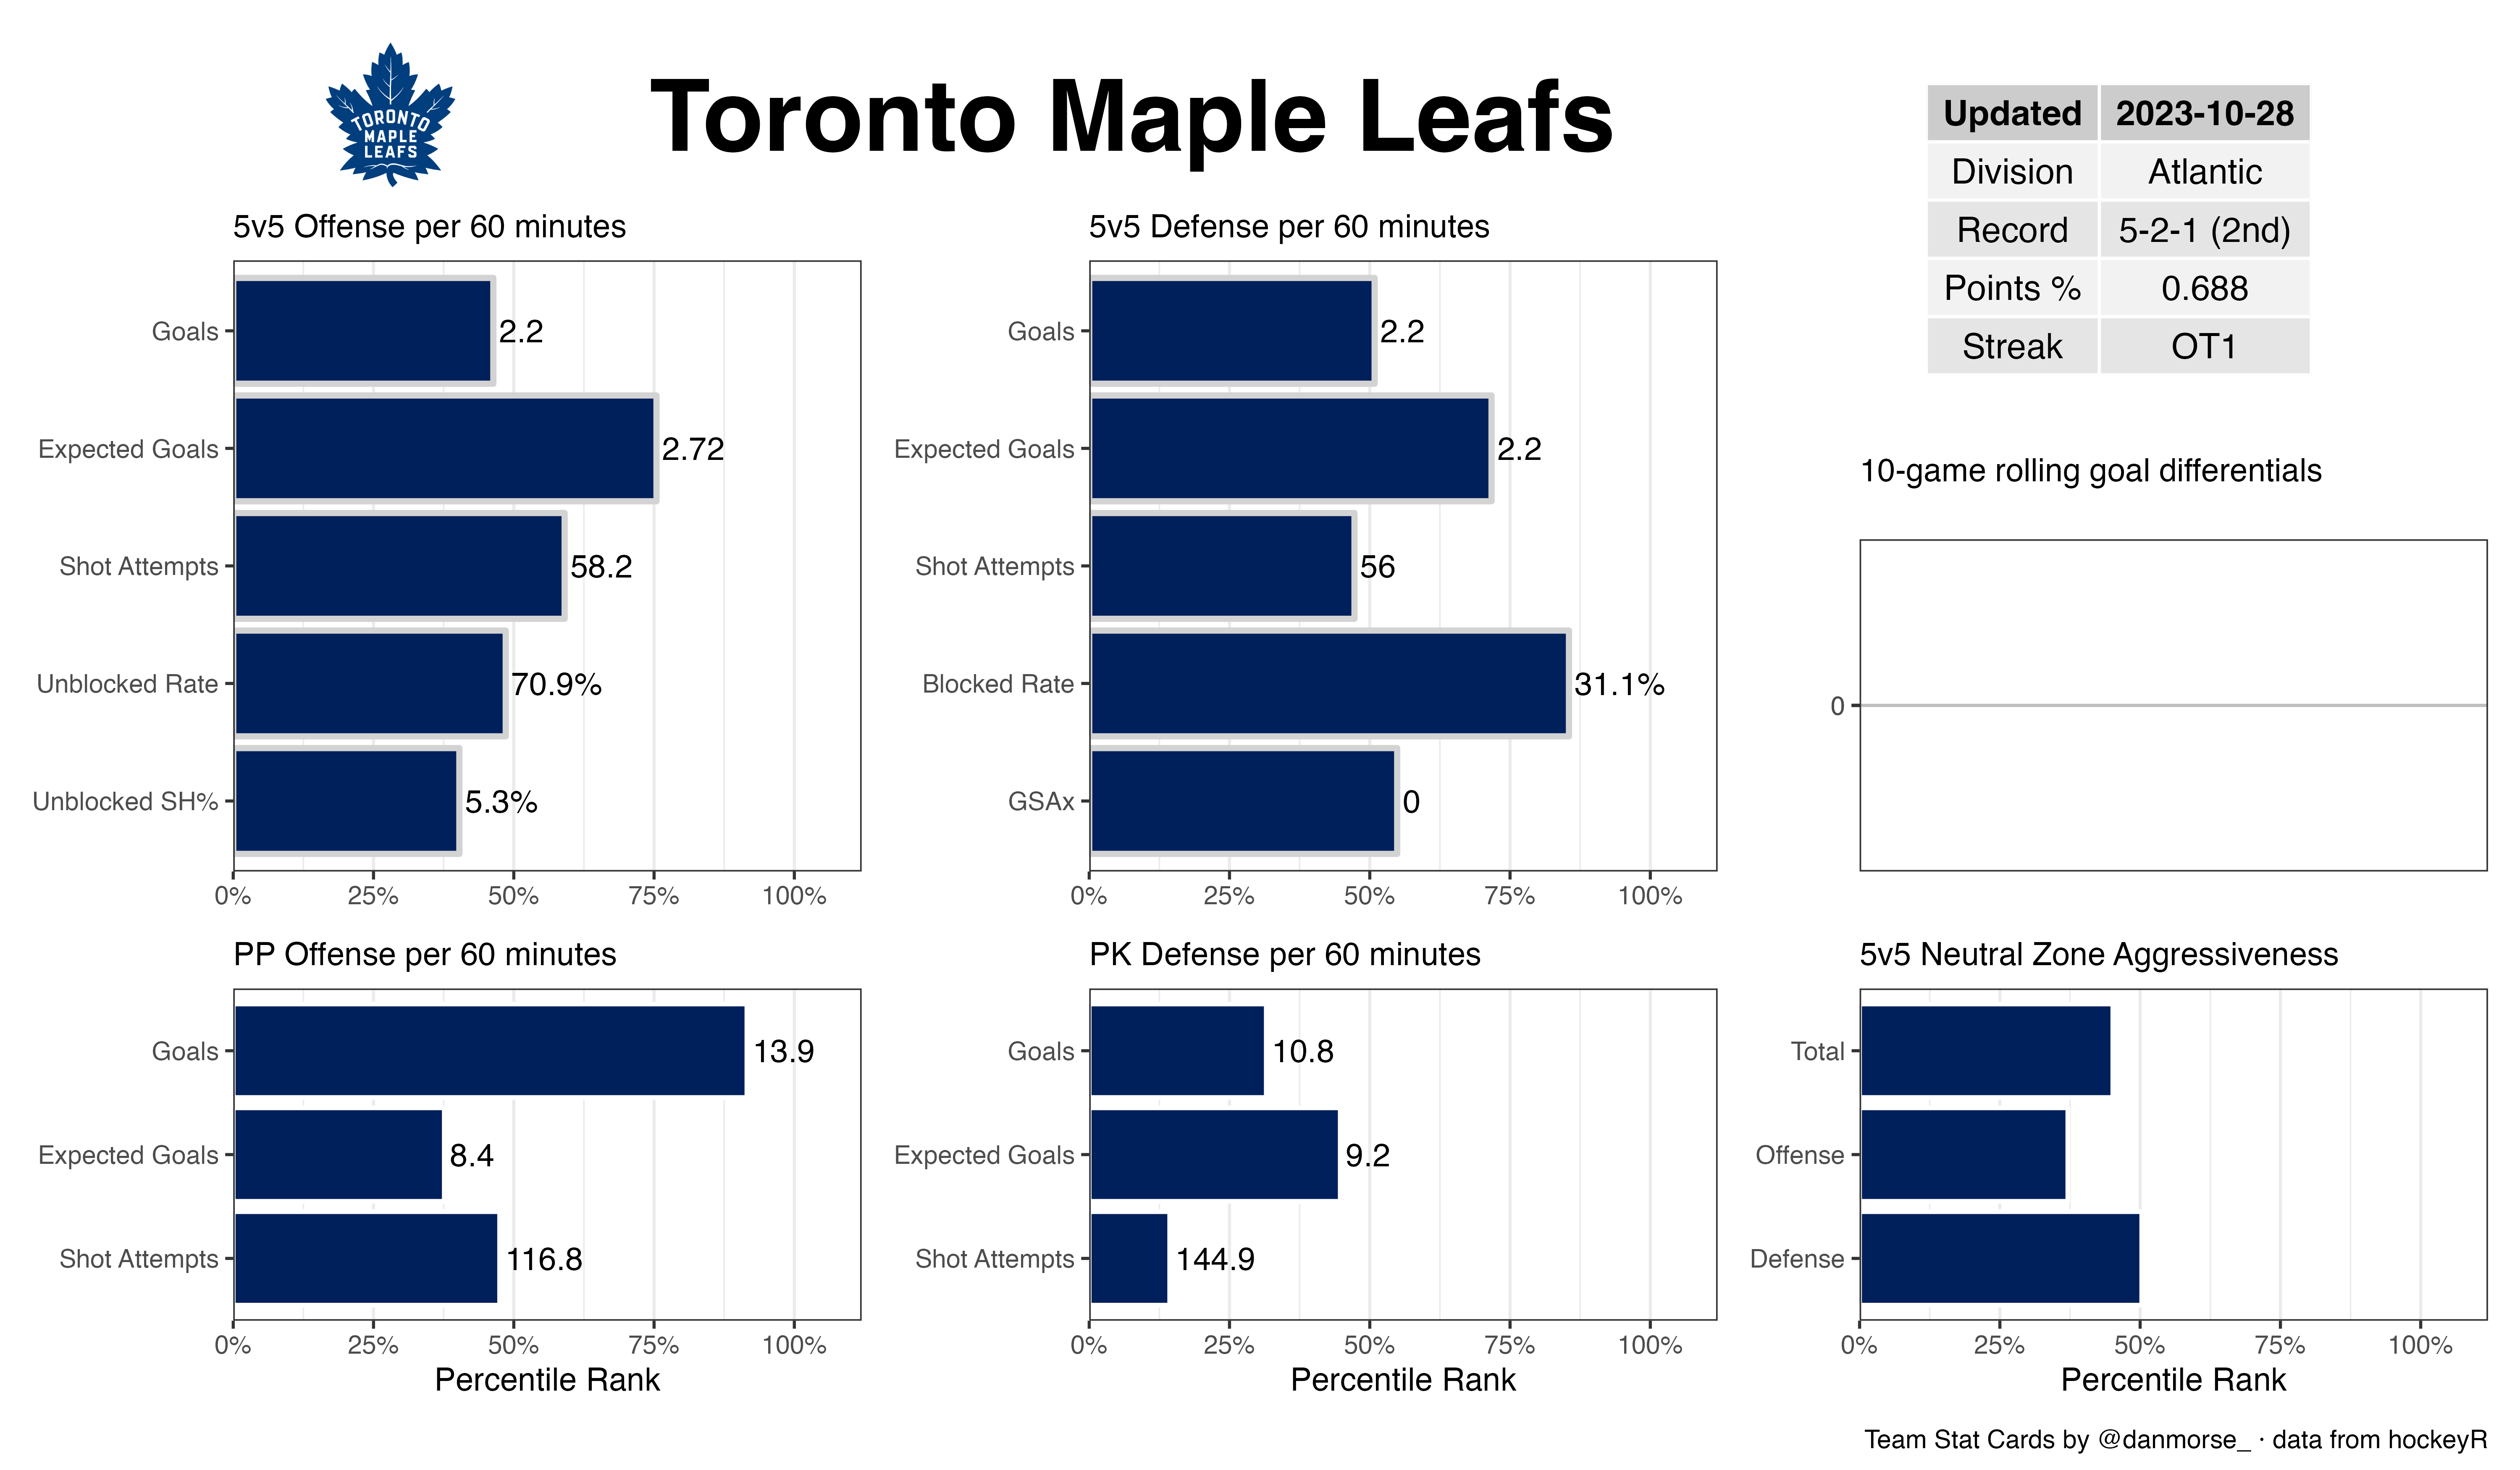 TORONTO
MAPLE
LEAFS
Toronto Maple Leafs
Updated 2023-10-28
Division Atlantic
Record 5-2-1 (2nd)
Points % 0.688
Streak OT1
5v5 Offense per 60 minutes
Goals 2.2
Expected Goals 2.72
Shot Attempts 58.2
Unblocked Rate 70.9%
Unblocked SH% 5.3%
0% 25% 50% 75% 100%
5v5 Defense per 60 minutes
Goals 2.2
Expected Goals 2.2
Shot Attempts 56
Blocked Rate 31.1%
GSAx 0
0% 25% 50% 75% 100%
10-game rolling goal differentials
0
PP Offense per 60 minutes
Goals 13.9
Expected Goals 8.4
Shot Attempts 116.8
0% 25% 50% 75% 100%
Percentile Rank
PK Defense per 60 minutes
Goals 10.8
Expected Goals 9.2
Shot Attempts 144.9
0% 25% 50% 75% 100%
Percentile Rank
5v5 Neutral Zone Aggressiveness
Total
Offense
Defense
0% 25% 50% 75% 100%
Percentile Rank
Team Stat Cards by @danmorse_ · data from hockeyR